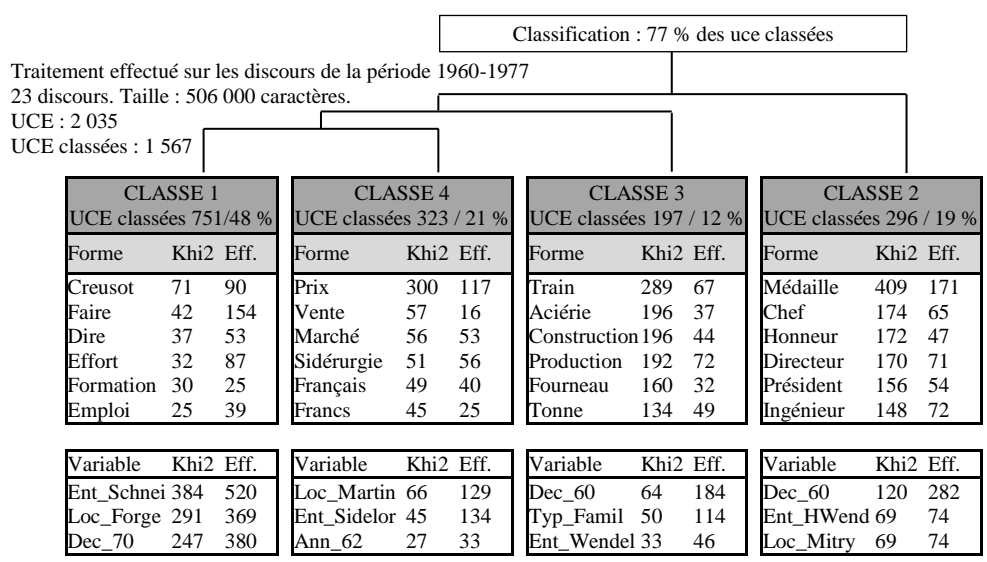 Classification : 77 % des uce classées
Traitement effectué sur les discours de la période 1960-1977
23 discours. Taille : 506 000 caractères.
UCE : 2 035
UCE classées : 1 567
CLASSE 1
UCE classées 751/48 %
Forme Khi2 Eff.
Creusot 71 90
Faire 42 154
Dire 37 53
Effort 32 87
Formation 30 25
Emploi 25 39
Variable Khi2 Eff.
Ent_Schnei 384 520
Loc_Forge 291 369
Dec_70 247 380
CLASSE 4
UCE classées 323 / 21 %
Forme Khi2 Eff.
Prix 300 117
Vente 57 16
Marché 56 53
Sidérurgie 51 56
Français 49 40
Francs 45 25
Variable Khi2 Eff.
Loc_Martin 66 129
Ent_Sidelor 45 134
Ann_62 27 33
CLASSE 3
UCE classées 197 / 12 %
Forme Khi2 Eff.
Train 289 67
Aciérie 196 37
Construction 196 44
Production 192 72
Fourneau 160 32
Tonne 134 49
Variable Khi2 Eff.
Dec_60 64 184
Typ_Famil 50 114
Ent_Wendel 33 46
CLASSE 2
UCE classées 296 / 19 %
Forme Khi2 Eff.
Médaille 409 171
Chef 174 65
Honneur 172 47
Directeur 170 71
Président 156 54
Ingénieur 148 72
Variable Khi2 Eff.
Dec_60 120 282
Ent_HWend 69 74
Loc_Mitry 69 74